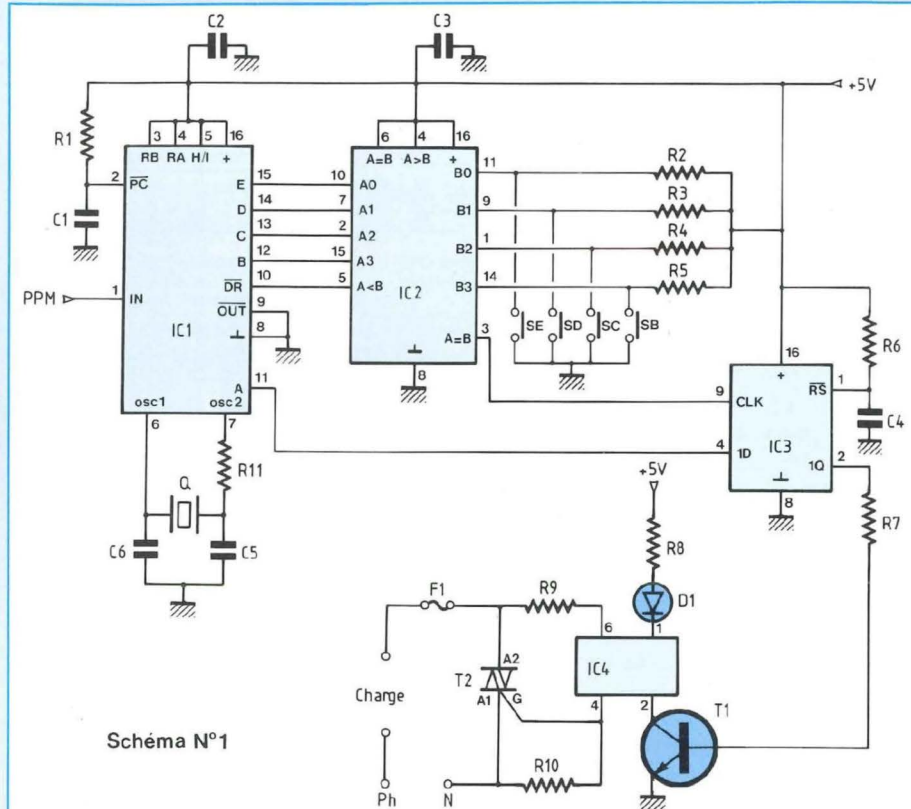 C2
C3
+5V
R1
3 4 5 16
RB RA H/I +
6 4 16
A=B A>B +
2 PC
C1
PPM 1 IN
IC1
E 15
D 14
C 13
B 12
DR 10
OUT 9
⊥ 8
A 11
osc1 osc2
6 7
10 A0
7 A1
2 A2
15 A3
5 A<B
IC2
B0 11
B1 9
B2 1
B3 14
A=B 3
⊥
8
R2
R3
R4
R5
SE SD SC SB
R6
16
+
RS 1
C4
9 CLK
4 1D
IC3
1Q 2
⊥
8
R7
R11
Q
C6 C5
+5V
R8
D1
F1
R9
6 1
IC4
4 2
T2
A2
A1 G
T1
Charge
R10
Ph N
Schéma N°1